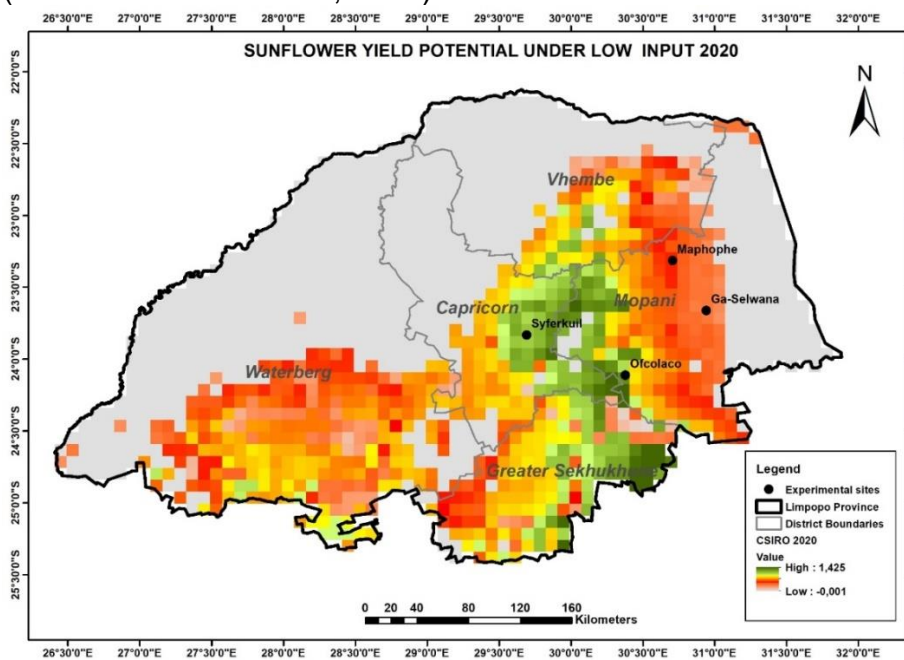 SUNFLOWER YIELD POTENTIAL UNDER LOW INPUT 2020
26°30'0"E 27°0'0"E 27°30'0"E 28°0'0"E 28°30'0"E 29°0'0"E 29°30'0"E 30°0'0"E 30°30'0"E 31°0'0"E 31°30'0"E 32°0'0"E
22°0'0"S
22°30'0"S
23°0'0"S
23°30'0"S
24°0'0"S
24°30'0"S
25°0'0"S
25°30'0"S
N
Vhembe
Maphophe
Capricorn
Mopani
Ga-Selwana
Syferkuil
Waterberg
Ofcolaco
Greater Sekhukhune
Legend
Experimental sites
Limpopo Province
District Boundaries
CSIRO 2020
Value
High : 1,425
Low : -0,001
0 20 40 80 120 160
Kilometers
26°30'0"E 27°0'0"E 27°30'0"E 28°0'0"E 28°30'0"E 29°0'0"E 29°30'0"E 30°0'0"E 30°30'0"E 31°0'0"E 31°30'0"E 32°0'0"E